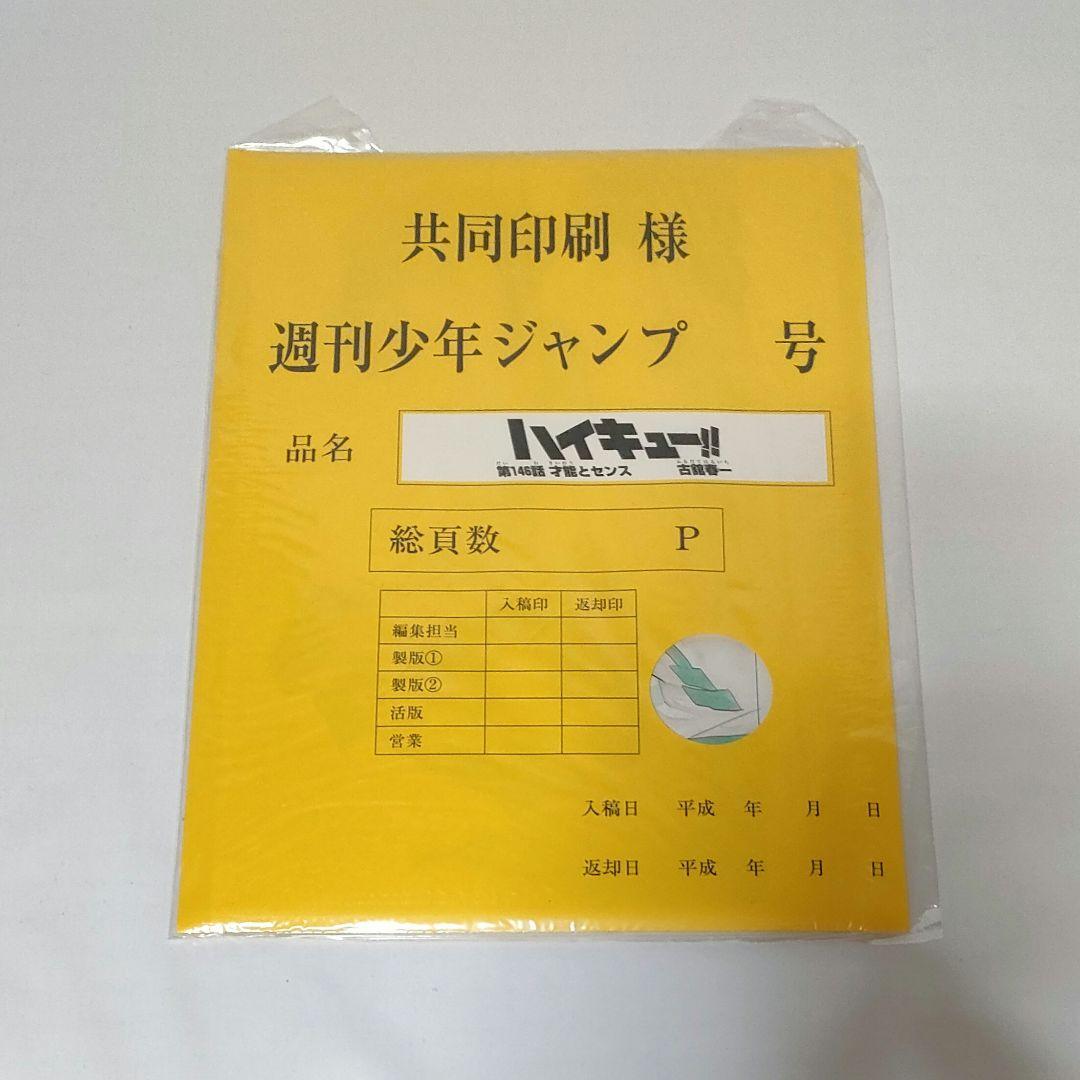 共同印刷 様
週刊少年ジャンプ 号
品名
ハイキュー!!
第146話 才能とセンス 古舘春一
総頁数 P
入稿印 返却印
編集担当
製版①
製版②
活版
営業
入稿日 平成 年 月 日
返却日 平成 年 月 日